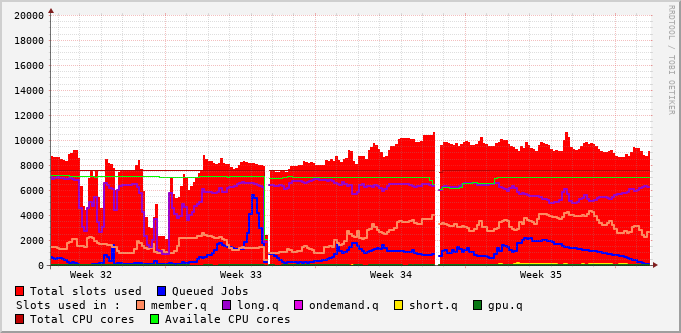 20000
18000
16000
14000
12000
10000
8000
6000
4000
2000
0
Week 32 Week 33 Week 34 Week 35
Total slots used Queued Jobs
Slots used in : member.q long.q ondemand.q short.q gpu.q
Total CPU cores Availale CPU cores
RRDTOOL / TOBI OETIKER